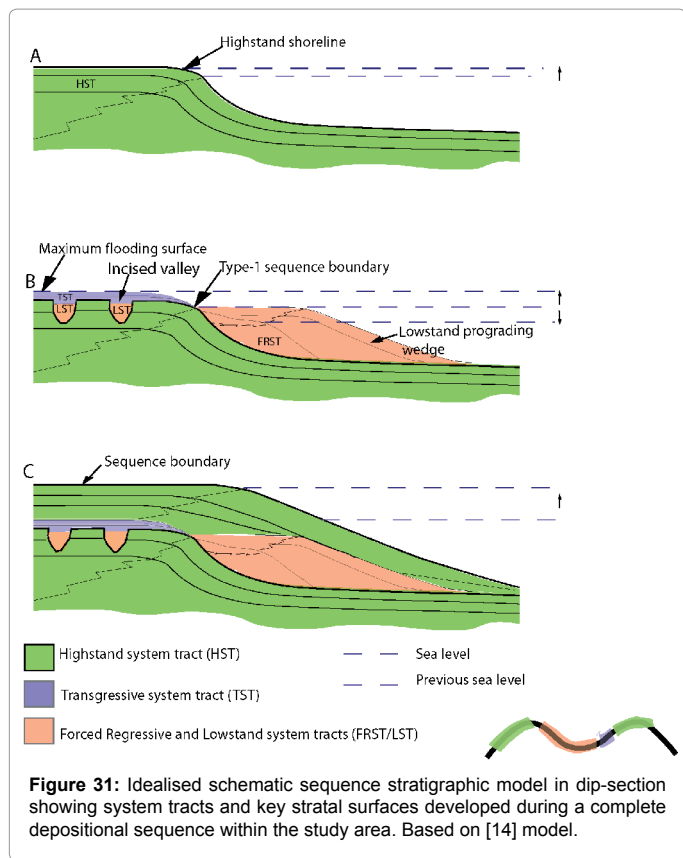 Highstand shoreline
A
HST
Maximum flooding surface
Incised valley
Type-1 sequence boundary
B
TST
LST
LST
FRST
Lowstand prograding
wedge
Sequence boundary
C
Highstand system tract (HST)
Sea level
Previous sea level
Transgressive system tract (TST)
Forced Regressive and Lowstand system tracts (FRST/LST)
Figure 31: Idealised schematic sequence stratigraphic model in dip-section
showing system tracts and key stratal surfaces developed during a complete
depositional sequence within the study area. Based on [14] model.